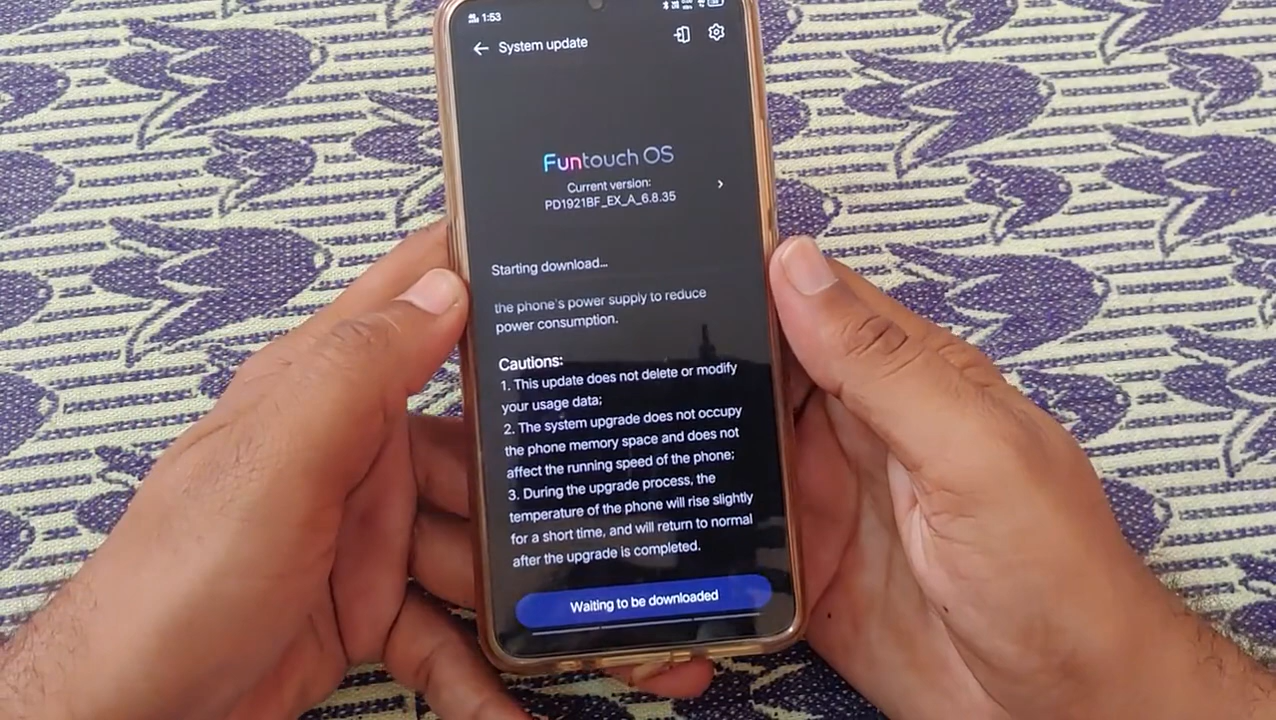 1:53
System update
Funtouch OS
Current version:
PD1921BF_EX_A_6.8.35
Starting download...
the phone's power supply to reduce
power consumption.
Cautions:
1. This update does not delete or modify
your usage data;
2. The system upgrade does not occupy
the phone memory space and does not
affect the running speed of the phone;
3. During the upgrade process, the
temperature of the phone will rise slightly
for a short time, and will return to normal
after the upgrade is completed.
Waiting to be downloaded